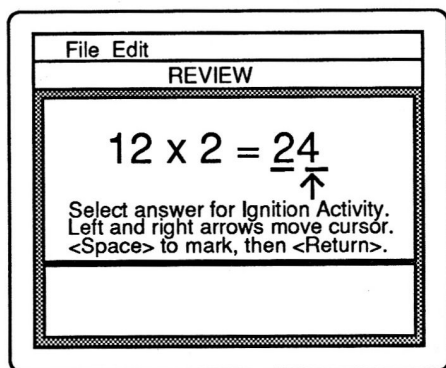 File Edit
REVIEW
12 x 2 = 24
Select answer for Ignition Activity.
Left and right arrows move cursor.
<Space> to mark, then <Return>.